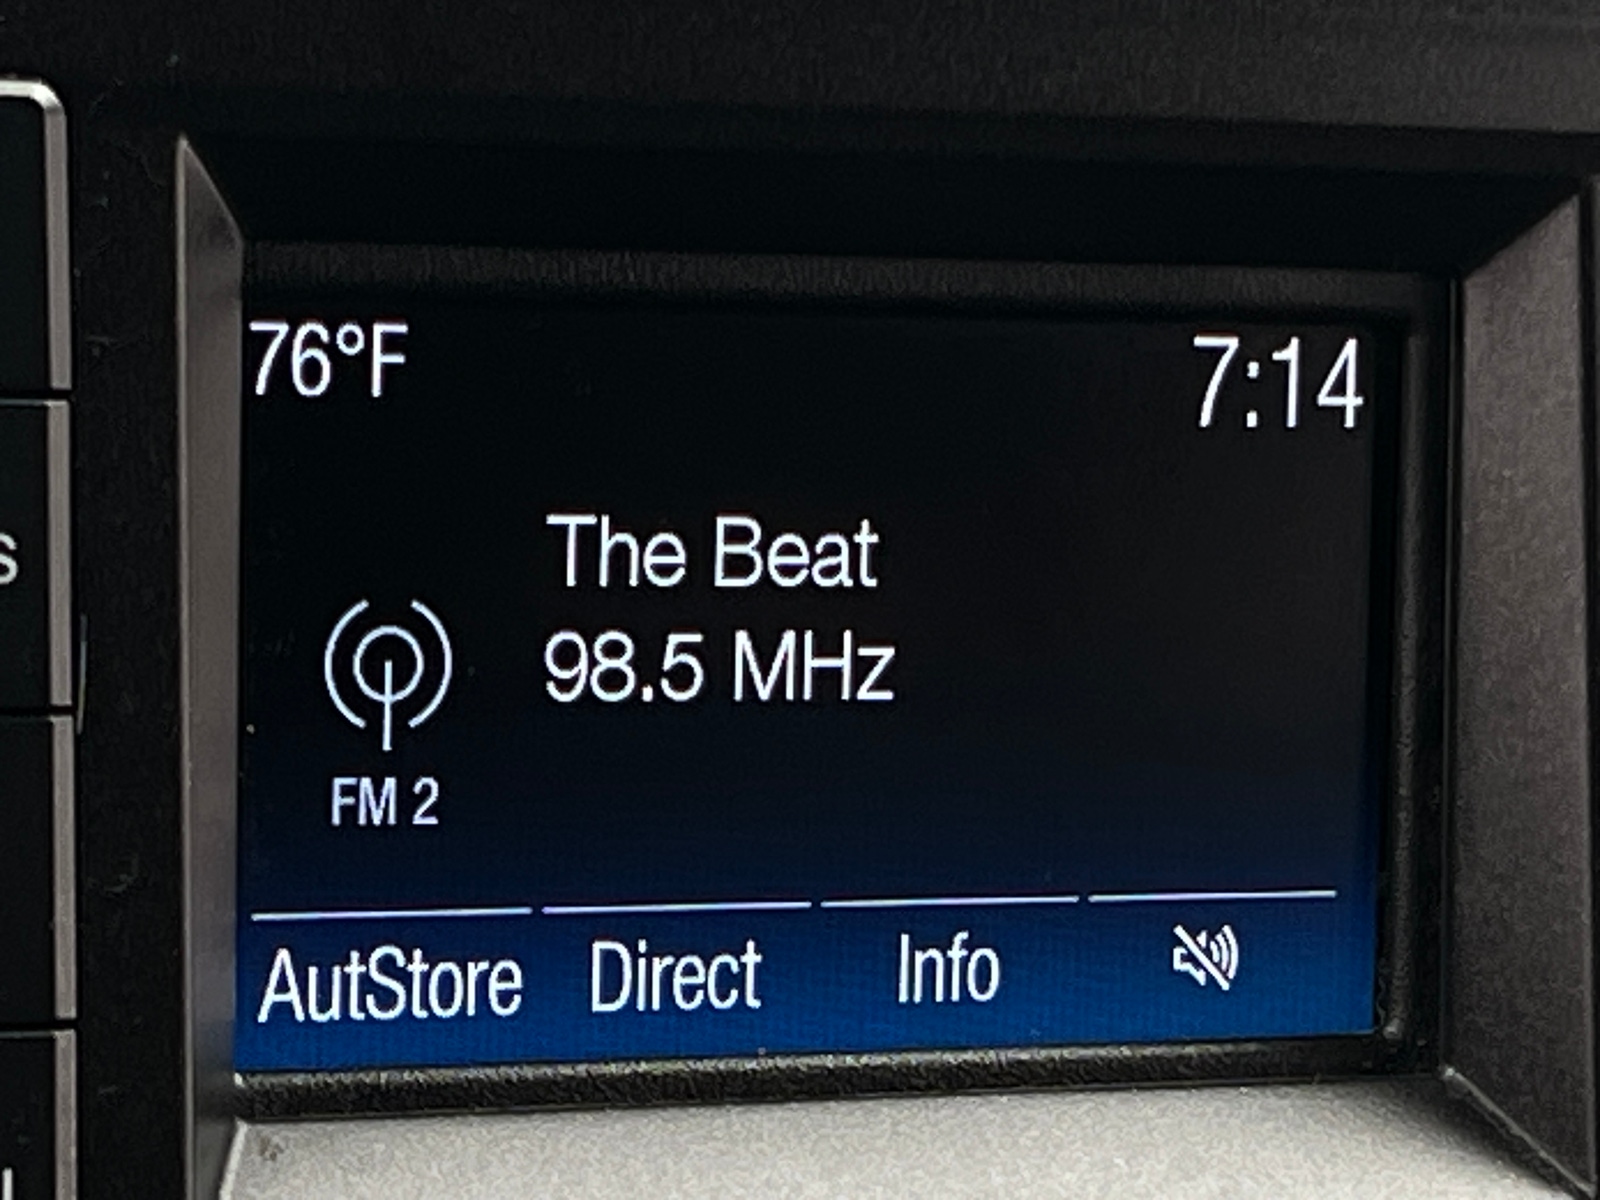 76°F 7:14
The Beat
98.5 MHz
FM 2
AutStore Direct Info
s